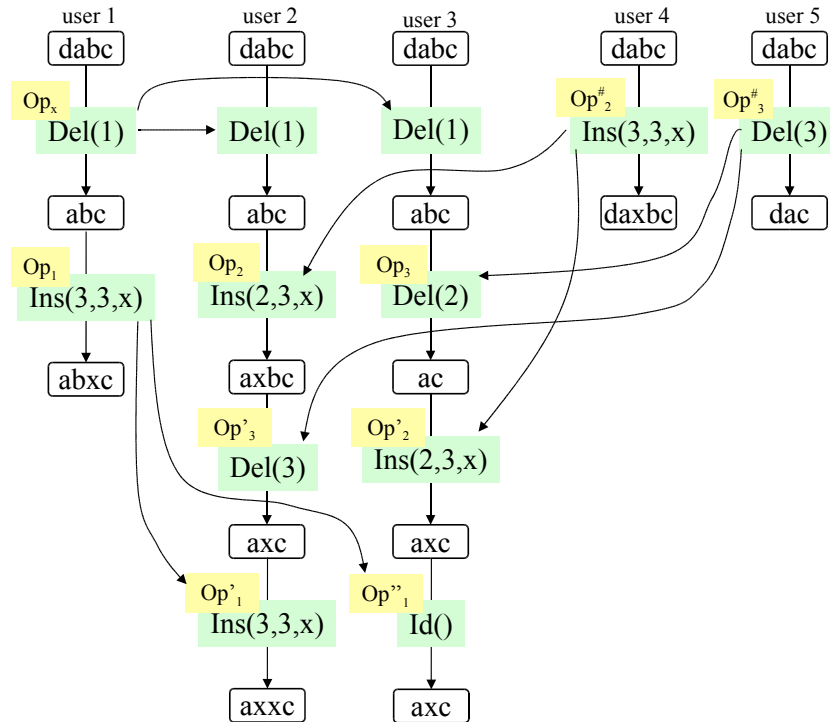 user 1 user 2 user 3 user 4 user 5
dabc dabc dabc dabc dabc
Opx Op#2 Op#3
Del(1) Del(1) Del(1) Ins(3,3,x) Del(3)
abc abc abc daxbc dac
Op1 Op2 Op3
Ins(3,3,x) Ins(2,3,x) Del(2)
abxc axbc ac
Op’3 Op’2
Del(3) Ins(2,3,x)
axc axc
Op’1 Op’’1
Ins(3,3,x) Id()
axxc axc